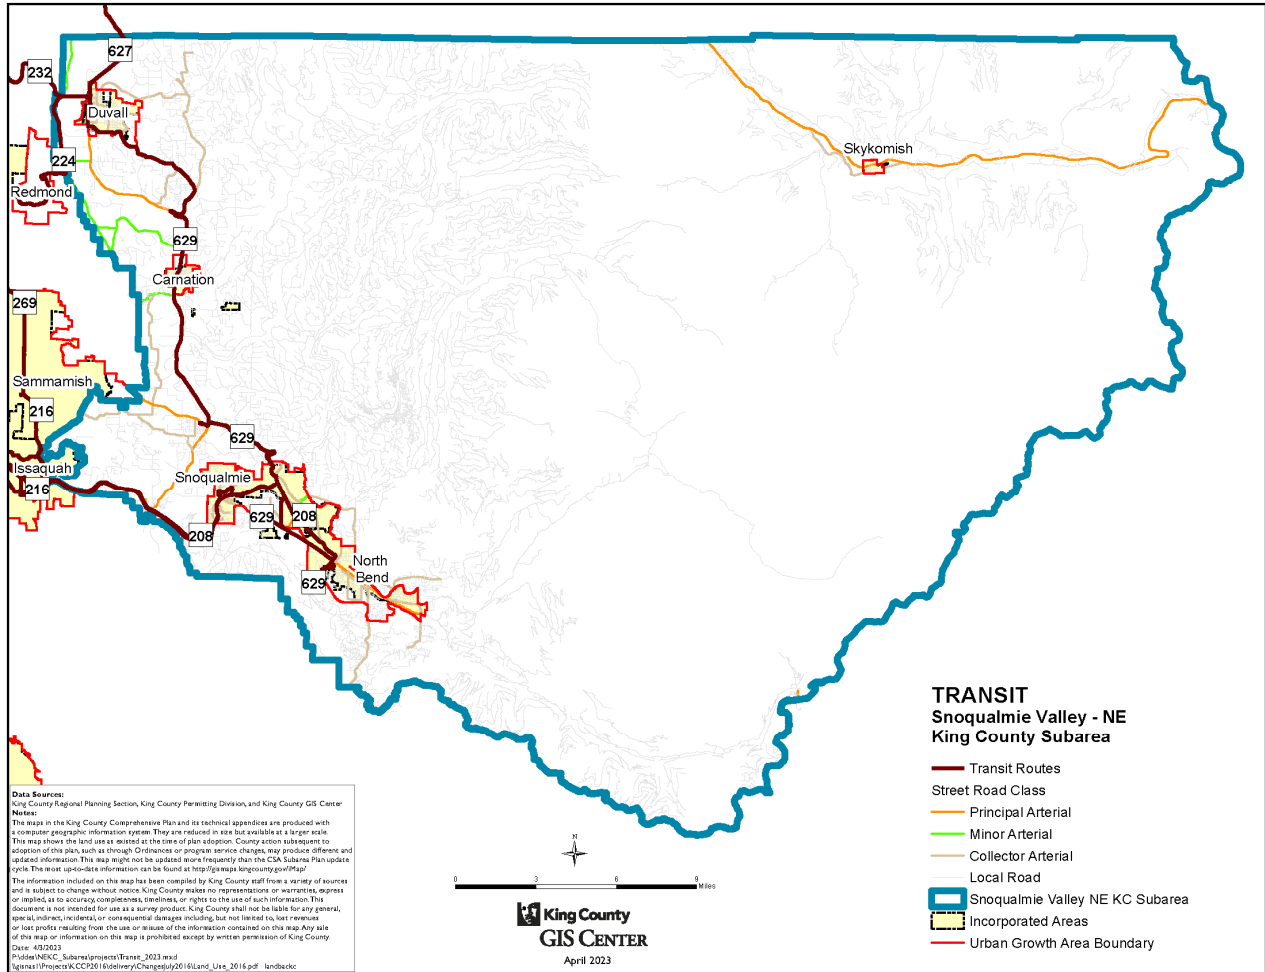 627
232
Duvall
Skykomish
224
Redmond
629
Carnation
269
Sammamish
216
629
Issaquah
Snoqualmie
216
629
208
208
North
Bend
629
TRANSIT
Snoqualmie Valley - NE
King County Subarea
Transit Routes
Street Road Class
Principal Arterial
Minor Arterial
Collector Arterial
Local Road
Snoqualmie Valley NE KC Subarea
Incorporated Areas
Urban Growth Area Boundary
Data Sources:
King County Regional Planning Section, King County Permitting Division, and King County GIS Center
Notes:
The maps in the King County Comprehensive Plan and its technical appendices are produced with
a computer geographic information system. They are reduced in size but available at a larger scale.
This map shows the land use as existed at the time of plan adoption. County action subsequent to
adoption of this plan, such as through Ordinances or program service changes, may produce different and
updated information. This map might not be updated more frequently than the CSA Subarea Plan update
cycle. The most up-to-date information can be found at http://gismaps.kingcounty.gov/iMap/
The information included on this map has been compiled by King County staff from a variety of sources
and is subject to change without notice. King County makes no representations or warranties, express
or implied, as to accuracy, completeness, timeliness, or rights to the use of such information. This
document is not intended for use as a survey product. King County shall not be liable for any general,
special, indirect, incidental, or consequential damages including, but not limited to, lost revenues
or lost profits resulting from the use or misuse of the information contained on this map. Any sale
of this map or information on this map is prohibited except by written permission of King County.
Date: 4/3/2023
P:\ddes\NEKC_Subarea\projects\Transit_2023.mxd
\\gisnas1\Projects\KCCP2016\delivery\ChangesJuly2016\Land_Use_2016.pdf landbackc
N
0 3 6 9
Miles
King County
GIS CENTER
April 2023